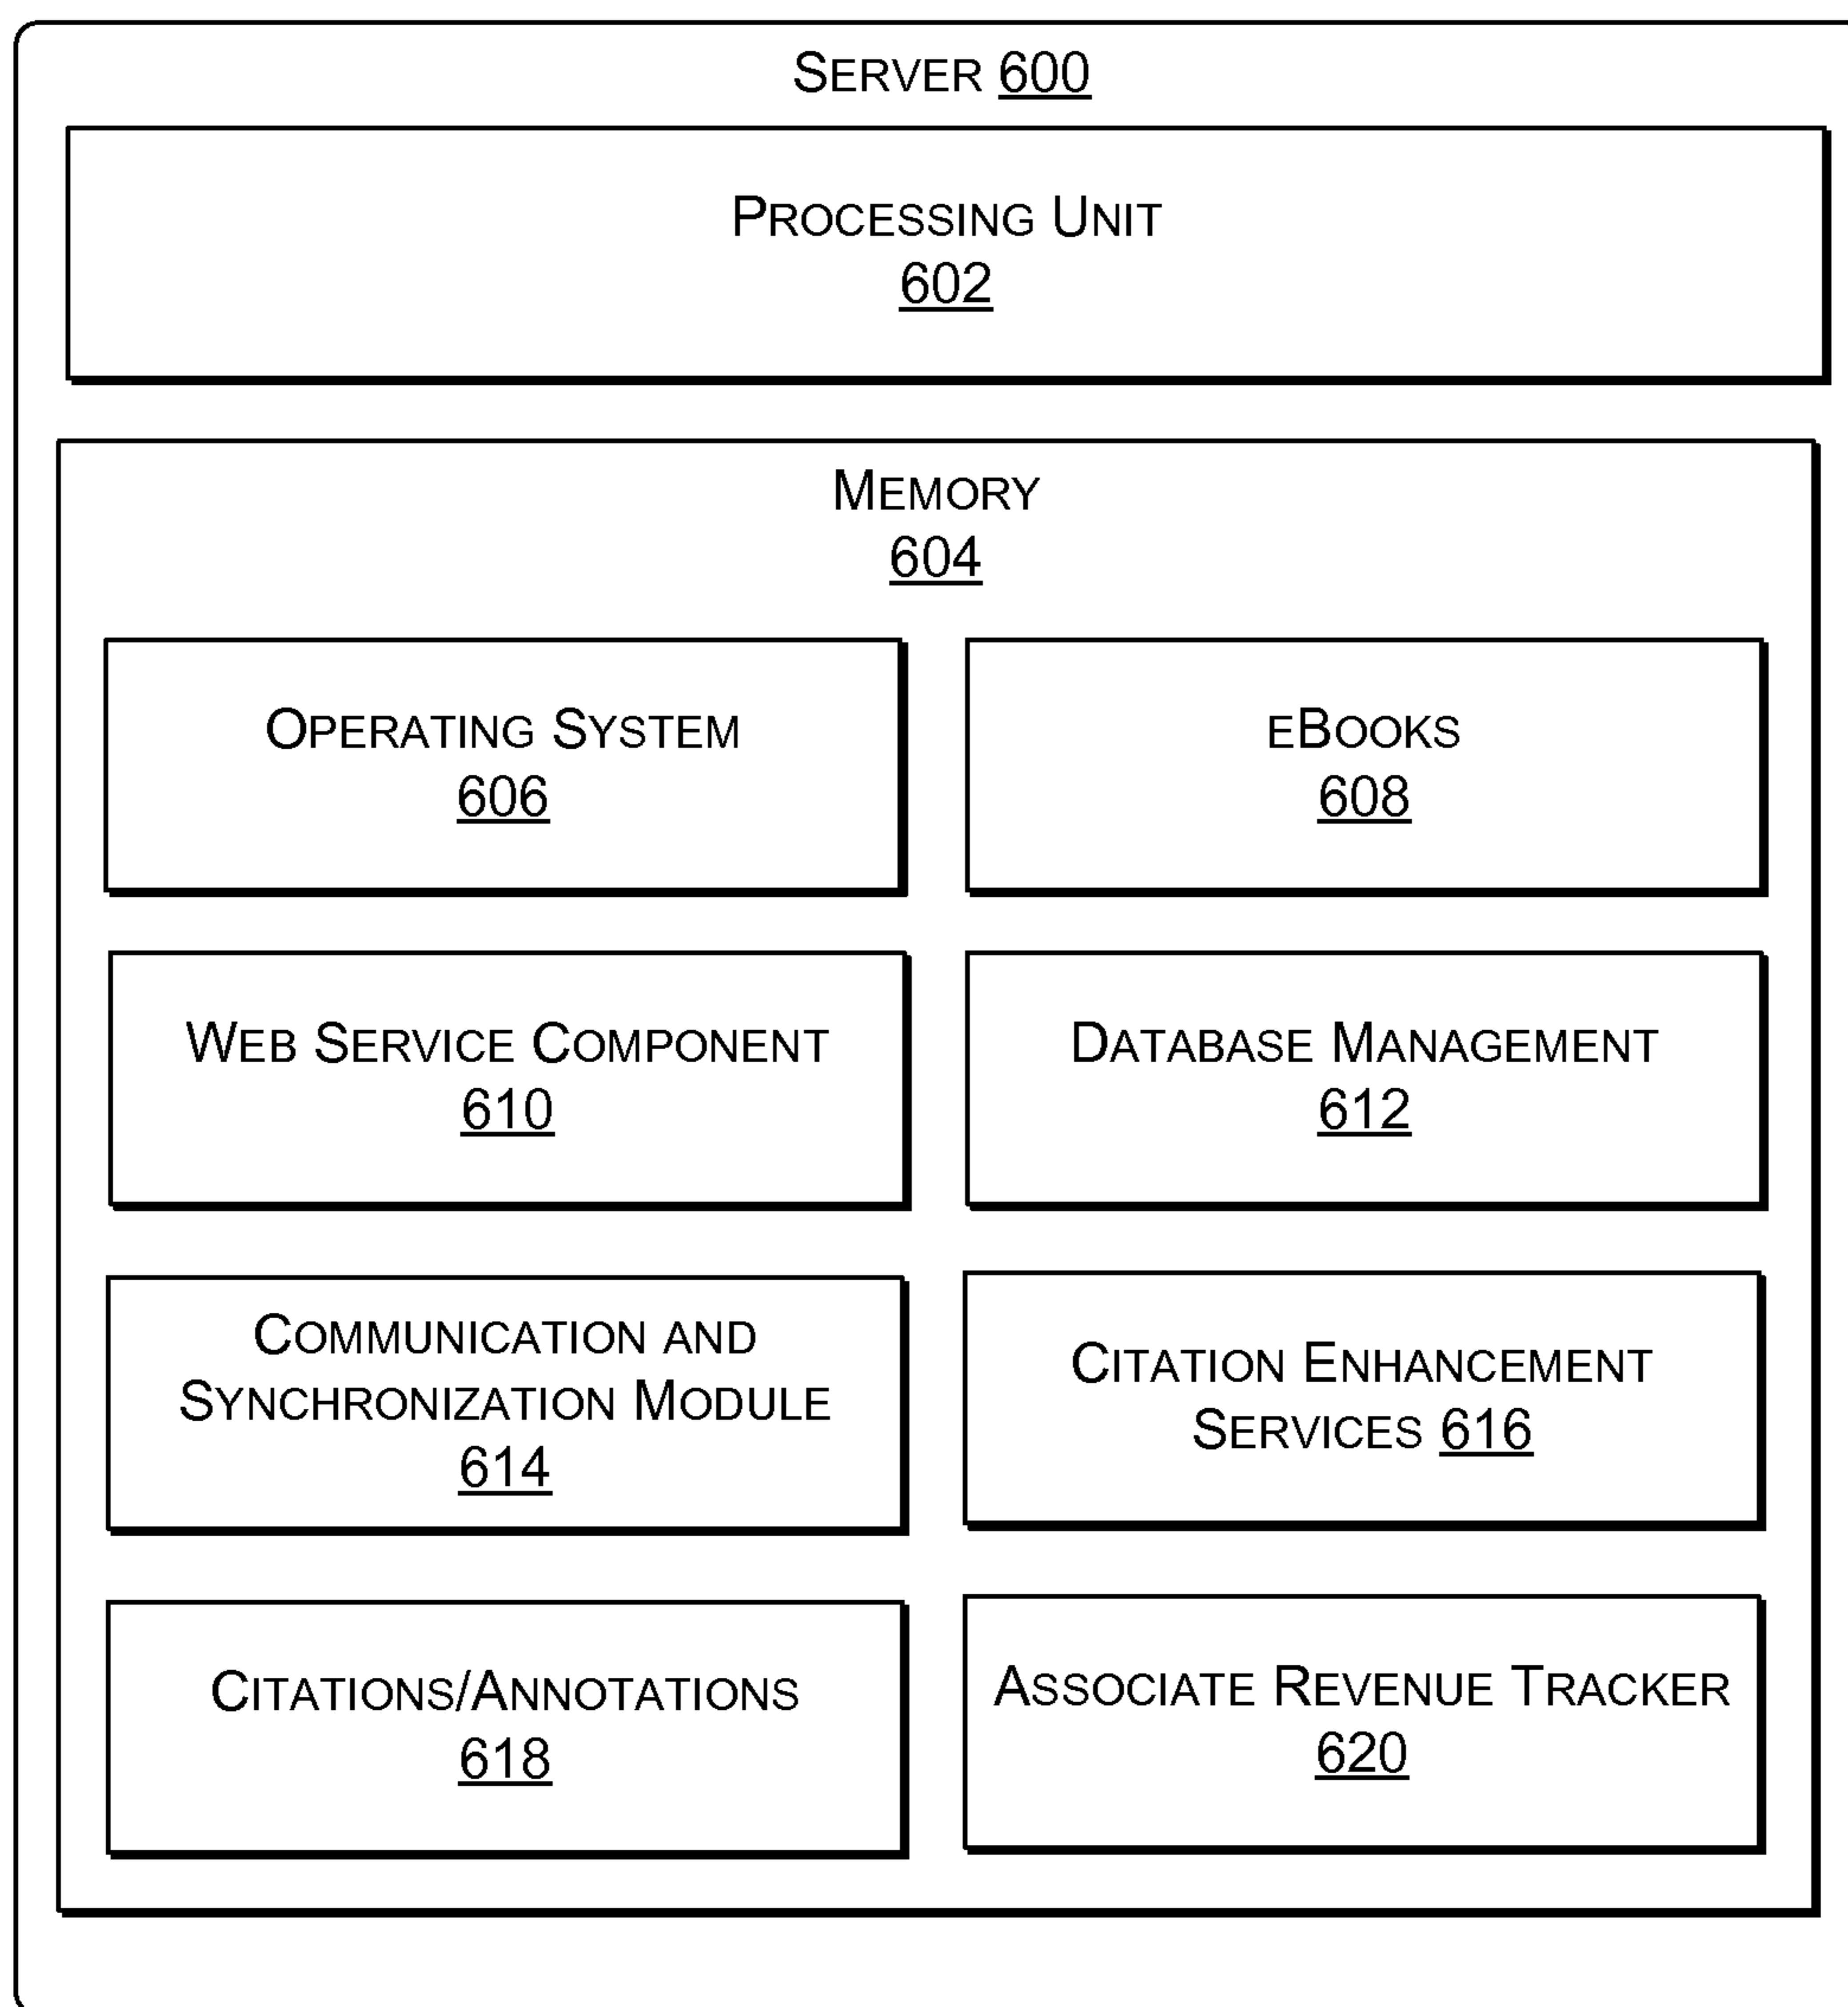 SERVER 600
PROCESSING UNIT
602
MEMORY
604
OPERATING SYSTEM
606
EBOOKS
608
WEB SERVICE COMPONENT
610
DATABASE MANAGEMENT
612
COMMUNICATION AND
SYNCHRONIZATION MODULE
614
CITATION ENHANCEMENT
SERVICES 616
CITATIONS/ANNOTATIONS
618
ASSOCIATE REVENUE TRACKER
620